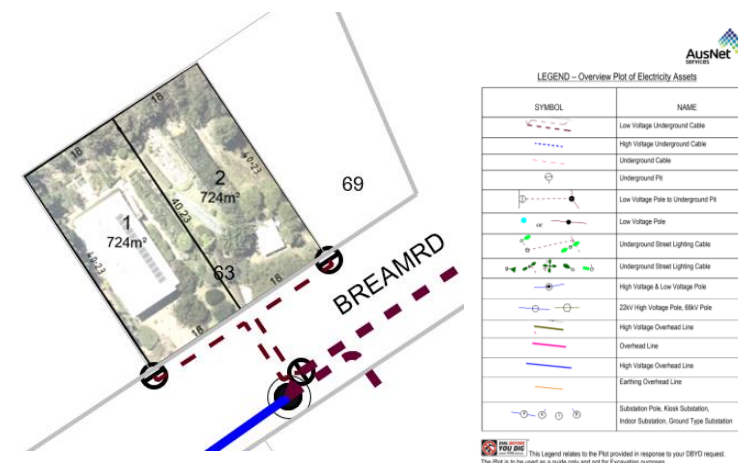 18
18
2
724m²
40.23
1
724m²
40.23
40.23
69
63
18
18
BREAMRD
AusNet
services
LEGEND – Overview Plot of Electricity Assets
SYMBOL NAME
Low Voltage Underground Cable
High Voltage Underground Cable
Underground Cable
Underground Pit
Low Voltage Pole to Underground Pit
or Low Voltage Pole
Underground Street Lighting Cable
Underground Street Lighting Cable
High Voltage & Low Voltage Pole
22kV High Voltage Pole, 66kV Pole
High Voltage Overhead Line
Overhead Line
High Voltage Overhead Line
Earthing Overhead Line
Substation Pole, Kiosk Substation,
Indoor Substation, Ground Type Substation
DIAL BEFORE
YOU DIG
This Legend relates to the Plot provided in response to your DBYD request.
The Plot is to be used as a guide only and not for Excavation purposes